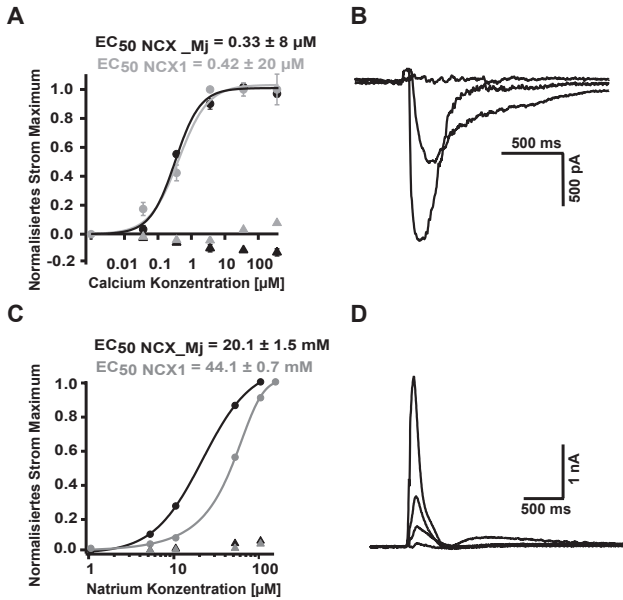 A
EC50 NCX _Mj = 0.33 ± 8 µM
EC50 NCX1 = 0.42 ± 20 µM
Normalisiertes Strom Maximum
1.0
0.8
0.6
0.4
0.2
0.0
-0.2
0.01 0.1 1 10 100
Calcium Konzentration [µM]
B
500 ms
500 pA
C
EC50 NCX_Mj = 20.1 ± 1.5 mM
EC50 NCX1 = 44.1 ± 0.7 mM
Normalisiertes Strom Maximum
1.0
0.8
0.6
0.4
0.2
0.0
1 10 100
Natrium Konzentration [µM]
D
1 nA
500 ms